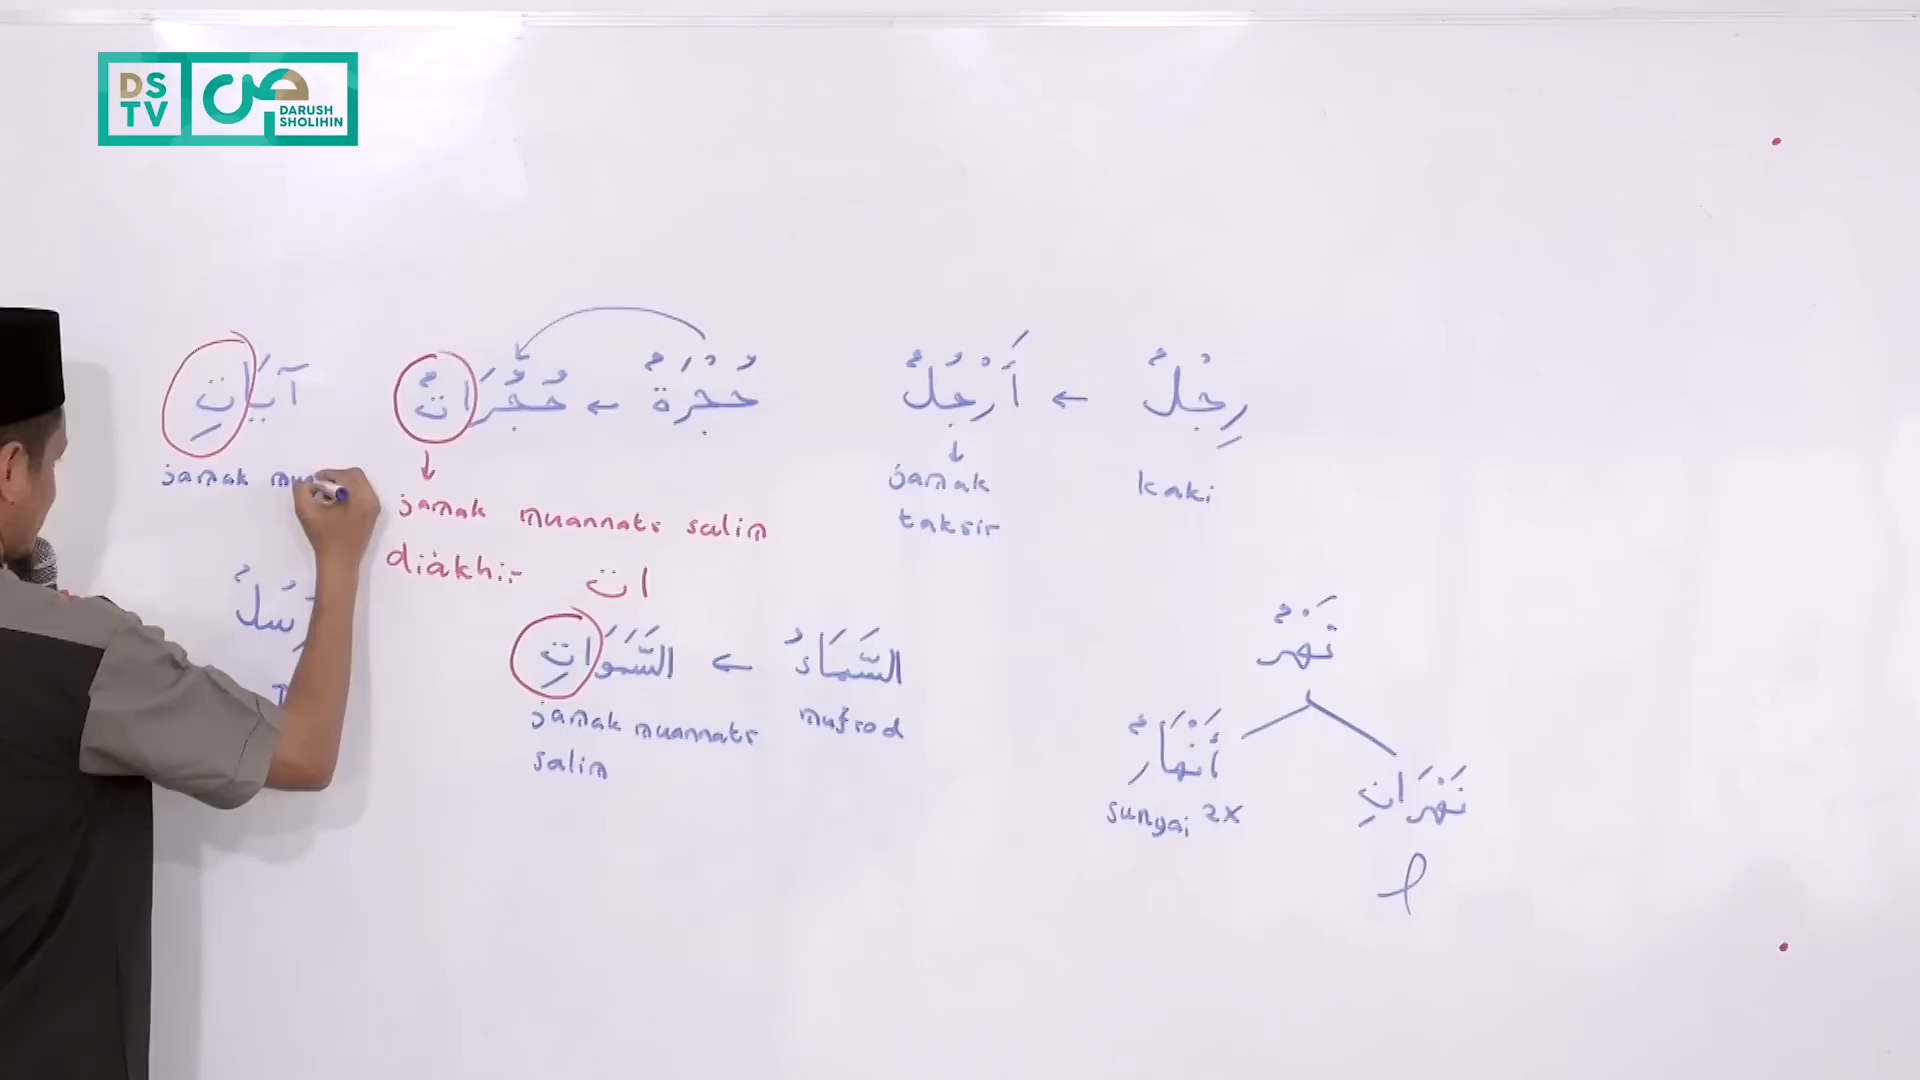 DS
TV
DARUSH
SHOLIHIN
رِجْلٌ ← أَرْجُلٌ
kaki
jamak
taksir
حُجْرَةٌ ← حُجُرَاتٌ
jamak muannats salim
diakhir ات
آيَاتِ
jamak mu
السَّمَاءُ ← السَّمَوَاتِ
mufrod
jamak muannats
salim
نَهْرٌ
أَنْهَارٌ
sungai 2x
نَهْرَاتِ